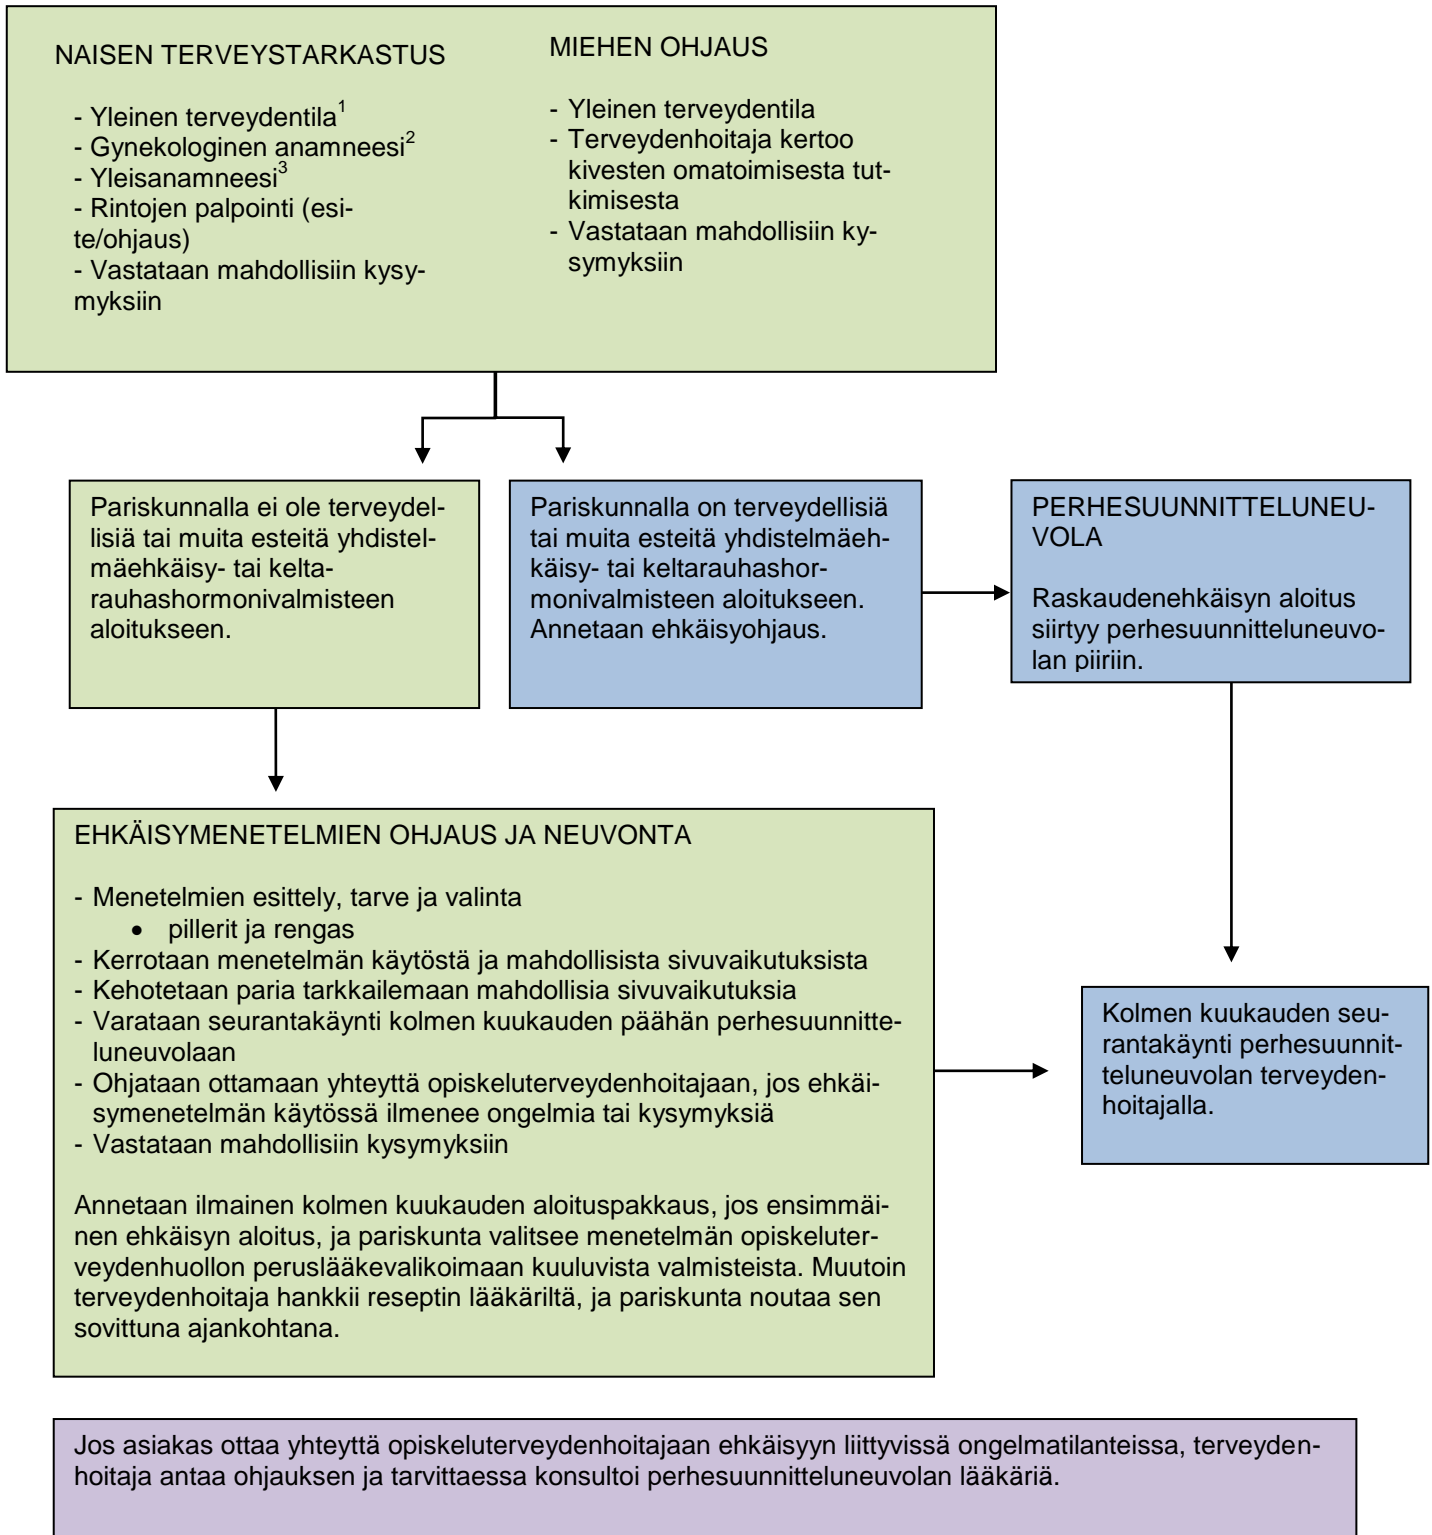 NAISEN TERVEYSTARKASTUS
- Yleinen terveydentila¹
- Gynekologinen anamneesi²
- Yleisanamneesi³
- Rintojen palpointi (esi-
te/ohjaus)
- Vastataan mahdollisiin kysy-
myksiin
MIEHEN OHJAUS
- Yleinen terveydentila
- Terveydenhoitaja kertoo
kivesten omatoimisesta tut-
kimisesta
- Vastataan mahdollisiin ky-
symyksiin
Pariskunnalla ei ole terveydel-
lisiä tai muita esteitä yhdistel-
mäehkäisy- tai kelta-
rauhashormonivalmisteen
aloitukseen.
Pariskunnalla on terveydellisiä
tai muita esteitä yhdistelmäeh-
käisy- tai keltarauhashor-
monivalmisteen aloitukseen.
Annetaan ehkäisyohjaus.
PERHESUUNNITTELUNEU-
VOLA
Raskaudenehkäisyn aloitus
siirtyy perhesuunnitteluneuvo-
lan piiriin.
EHKÄISYMENETELMIEN OHJAUS JA NEUVONTA
- Menetelmien esittely, tarve ja valinta
• pillerit ja rengas
- Kerrotaan menetelmän käytöstä ja mahdollisista sivuvaikutuksista
- Kehotetaan paria tarkkailemaan mahdollisia sivuvaikutuksia
- Varataan seurantakäynti kolmen kuukauden päähän perhesuunnitte-
luneuvolaan
- Ohjataan ottamaan yhteyttä opiskeluterveydenhoitajaan, jos ehkäi-
symenetelmän käytössä ilmenee ongelmia tai kysymyksiä
- Vastataan mahdollisiin kysymyksiin
Annetaan ilmainen kolmen kuukauden aloituspakkaus, jos ensimmäi-
nen ehkäisyn aloitus, ja pariskunta valitsee menetelmän opiskeluter-
veydenhuollon peruslääkevalikoimaan kuuluvista valmisteista. Muutoin
terveydenhoitaja hankkii reseptin lääkäriltä, ja pariskunta noutaa sen
sovittuna ajankohtana.
Kolmen kuukauden seu-
rantakäynti perhesuunnit-
teluneuvolan terveyden-
hoitajalla.
Jos asiakas ottaa yhteyttä opiskeluterveydenhoitajaan ehkäisyyn liittyvissä ongelmatilanteissa, terveyden-
hoitaja antaa ohjauksen ja tarvittaessa konsultoi perhesuunnitteluneuvolan lääkäriä.